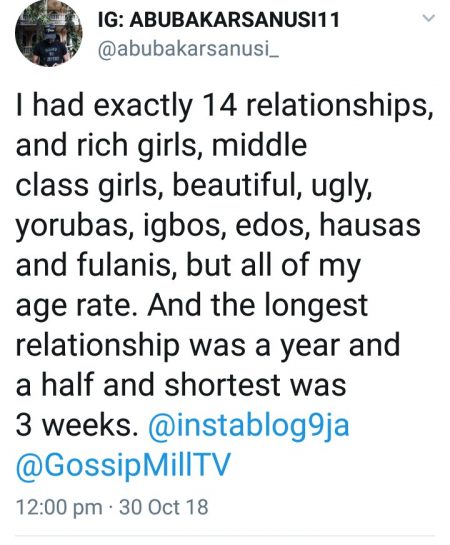 IG: ABUBAKARSANUSI11
@abubakarsanusi_
I had exactly 14 relationships,
and rich girls, middle
class girls, beautiful, ugly,
yorubas, igbos, edos, hausas
and fulanis, but all of my
age rate. And the longest
relationship was a year and
a half and shortest was
3 weeks. @instablog9ja
@GossipMillTV
12:00 pm · 30 Oct 18